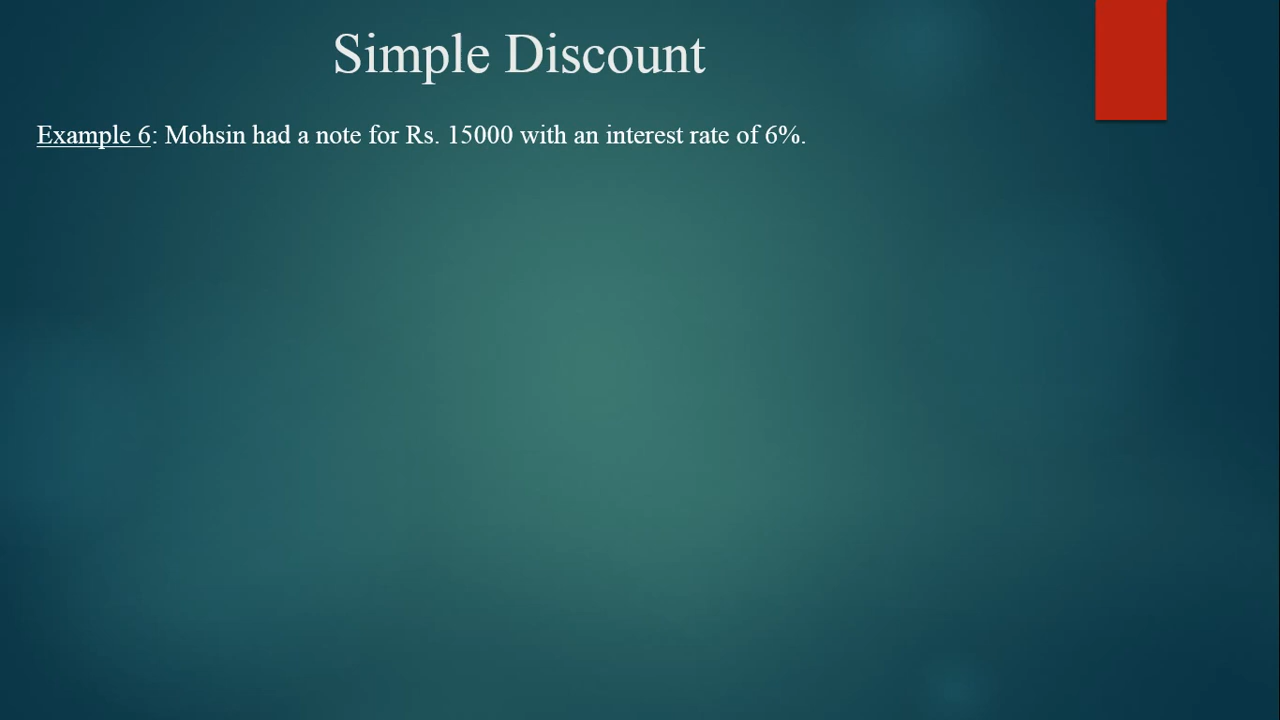 Simple Discount
Example 6: Mohsin had a note for Rs. 15000 with an interest rate of 6%.